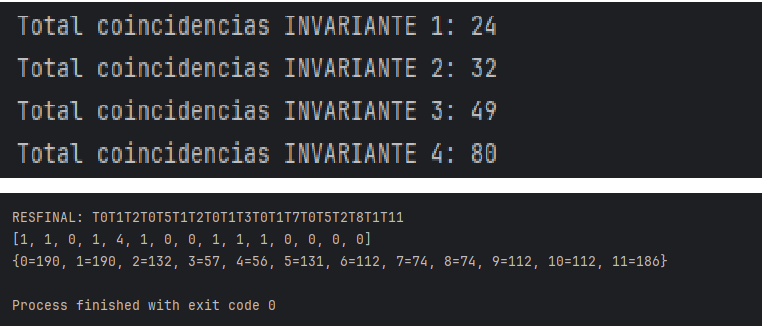 Total coincidencias INVARIANTE 1: 24
Total coincidencias INVARIANTE 2: 32
Total coincidencias INVARIANTE 3: 49
Total coincidencias INVARIANTE 4: 80
RESFINAL: T0T1T2T0T5T1T2T0T1T3T0T1T7T0T5T2T8T1T11
[1, 1, 0, 1, 4, 1, 0, 0, 1, 1, 1, 0, 0, 0, 0]
{0=190, 1=190, 2=132, 3=57, 4=56, 5=131, 6=112, 7=74, 8=74, 9=112, 10=112, 11=186}
Process finished with exit code 0